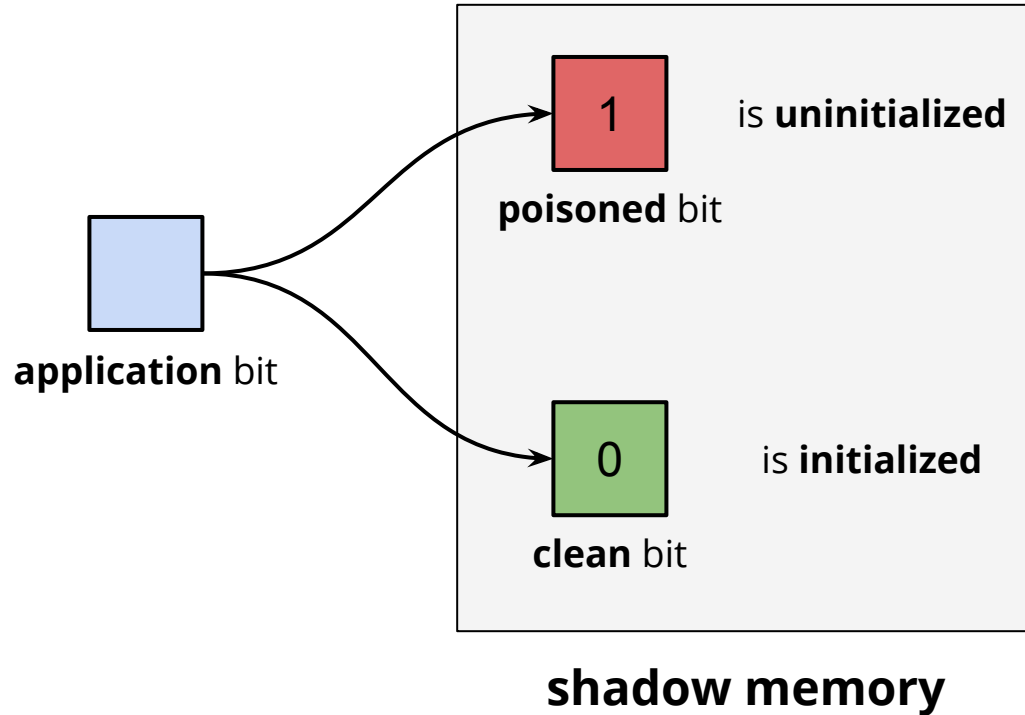 1
is uninitialized
poisoned bit
application bit
0
is initialized
clean bit
shadow memory